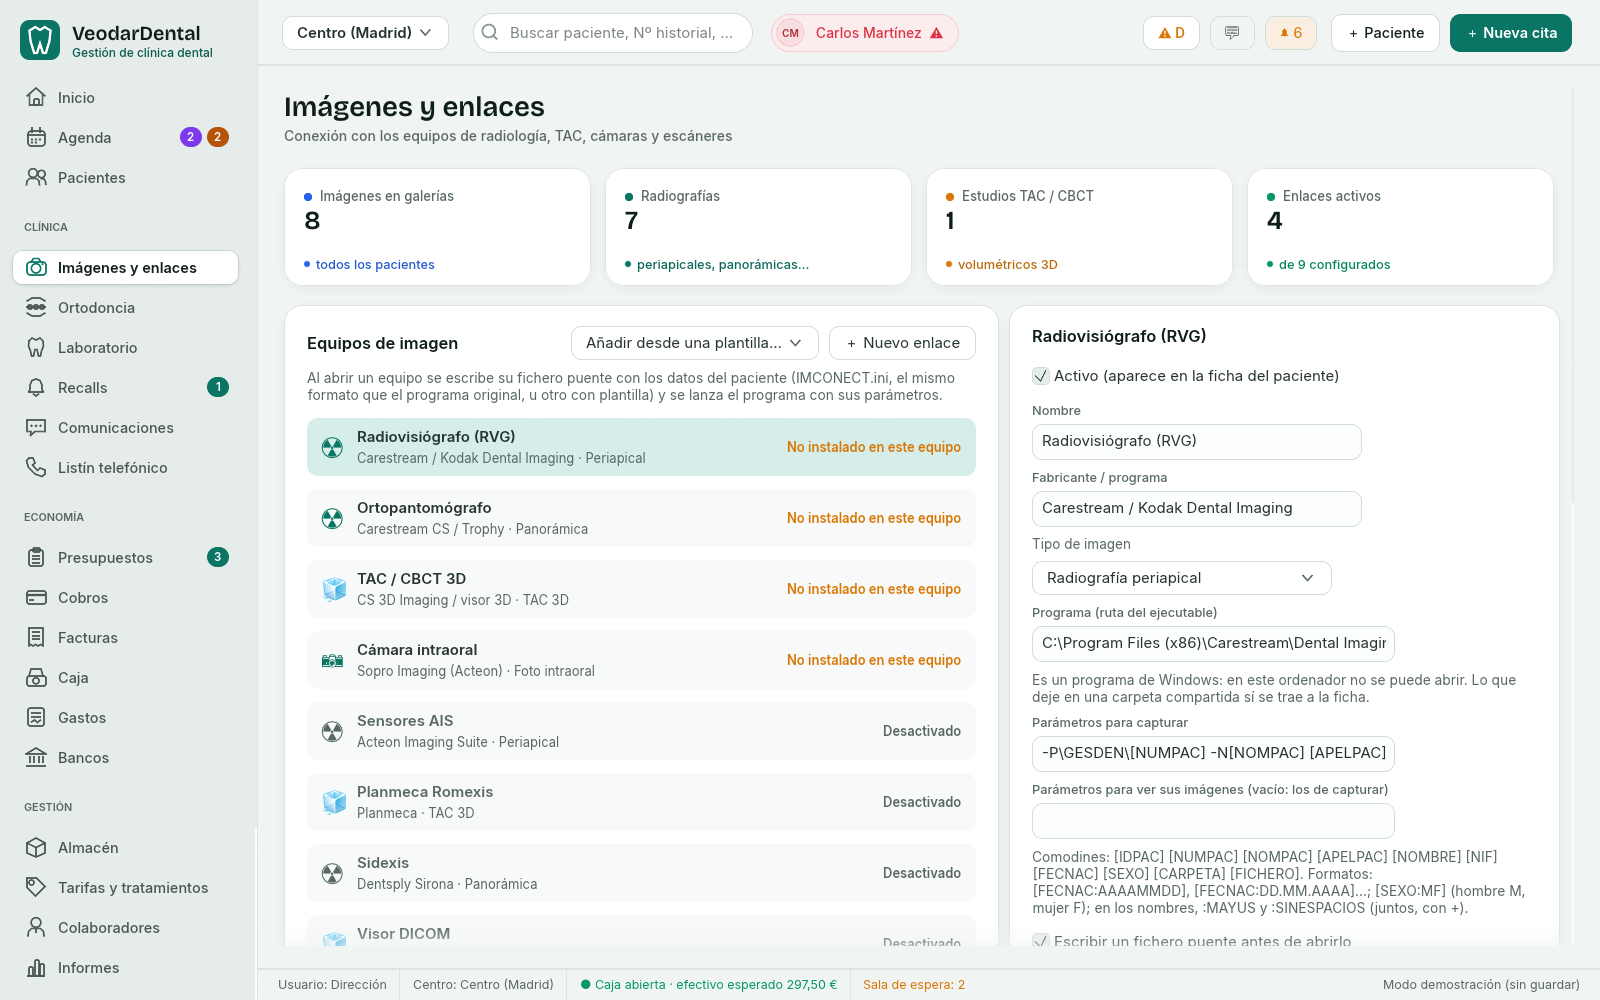 VeodarDental
Gestión de clínica dental
Inicio
Agenda 2 2
Pacientes
CLÍNICA
Imágenes y enlaces
Ortodoncia
Laboratorio
Recalls 1
Comunicaciones
Listín telefónico
ECONOMÍA
Presupuestos 3
Cobros
Facturas
Caja
Gastos
Bancos
GESTIÓN
Almacén
Tarifas y tratamientos
Colaboradores
Informes
Centro (Madrid)
Buscar paciente, Nº historial, ...
CM Carlos Martínez
D
6
+ Paciente
+ Nueva cita
Imágenes y enlaces
Conexión con los equipos de radiología, TAC, cámaras y escáneres
Imágenes en galerías
8
todos los pacientes
Radiografías
7
periapicales, panorámicas...
Estudios TAC / CBCT
1
volumétricos 3D
Enlaces activos
4
de 9 configurados
Equipos de imagen
Añadir desde una plantilla...
+ Nuevo enlace
Al abrir un equipo se escribe su fichero puente con los datos del paciente (IMCONECT.ini, el mismo
formato que el programa original, u otro con plantilla) y se lanza el programa con sus parámetros.
Radiovisiógrafo (RVG)
Carestream / Kodak Dental Imaging · Periapical
No instalado en este equipo
Ortopantomógrafo
Carestream CS / Trophy · Panorámica
No instalado en este equipo
TAC / CBCT 3D
CS 3D Imaging / visor 3D · TAC 3D
No instalado en este equipo
Cámara intraoral
Sopro Imaging (Acteon) · Foto intraoral
No instalado en este equipo
Sensores AIS
Acteon Imaging Suite · Periapical
Desactivado
Planmeca Romexis
Planmeca · TAC 3D
Desactivado
Sidexis
Dentsply Sirona · Panorámica
Desactivado
Visor DICOM
Desactivado
Radiovisiógrafo (RVG)
Activo (aparece en la ficha del paciente)
Nombre
Radiovisiógrafo (RVG)
Fabricante / programa
Carestream / Kodak Dental Imaging
Tipo de imagen
Radiografía periapical
Programa (ruta del ejecutable)
C:\Program Files (x86)\Carestream\Dental Imagin
Es un programa de Windows: en este ordenador no se puede abrir. Lo que
deje en una carpeta compartida sí se trae a la ficha.
Parámetros para capturar
-P\GESDEN\[NUMPAC] -N[NOMPAC] [APELPAC]
Parámetros para ver sus imágenes (vacío: los de capturar)
Comodines: [IDPAC] [NUMPAC] [NOMPAC] [APELPAC] [NOMBRE] [NIF]
[FECNAC] [SEXO] [CARPETA] [FICHERO]. Formatos:
[FECNAC:AAAAMMDD], [FECNAC:DD.MM.AAAA]...; [SEXO:MF] (hombre M,
mujer F); en los nombres, :MAYUS y :SINESPACIOS (juntos, con +).
Escribir un fichero puente antes de abrirlo
Usuario: Dirección
Centro: Centro (Madrid)
Caja abierta · efectivo esperado 297,50 €
Sala de espera: 2
Modo demostración (sin guardar)